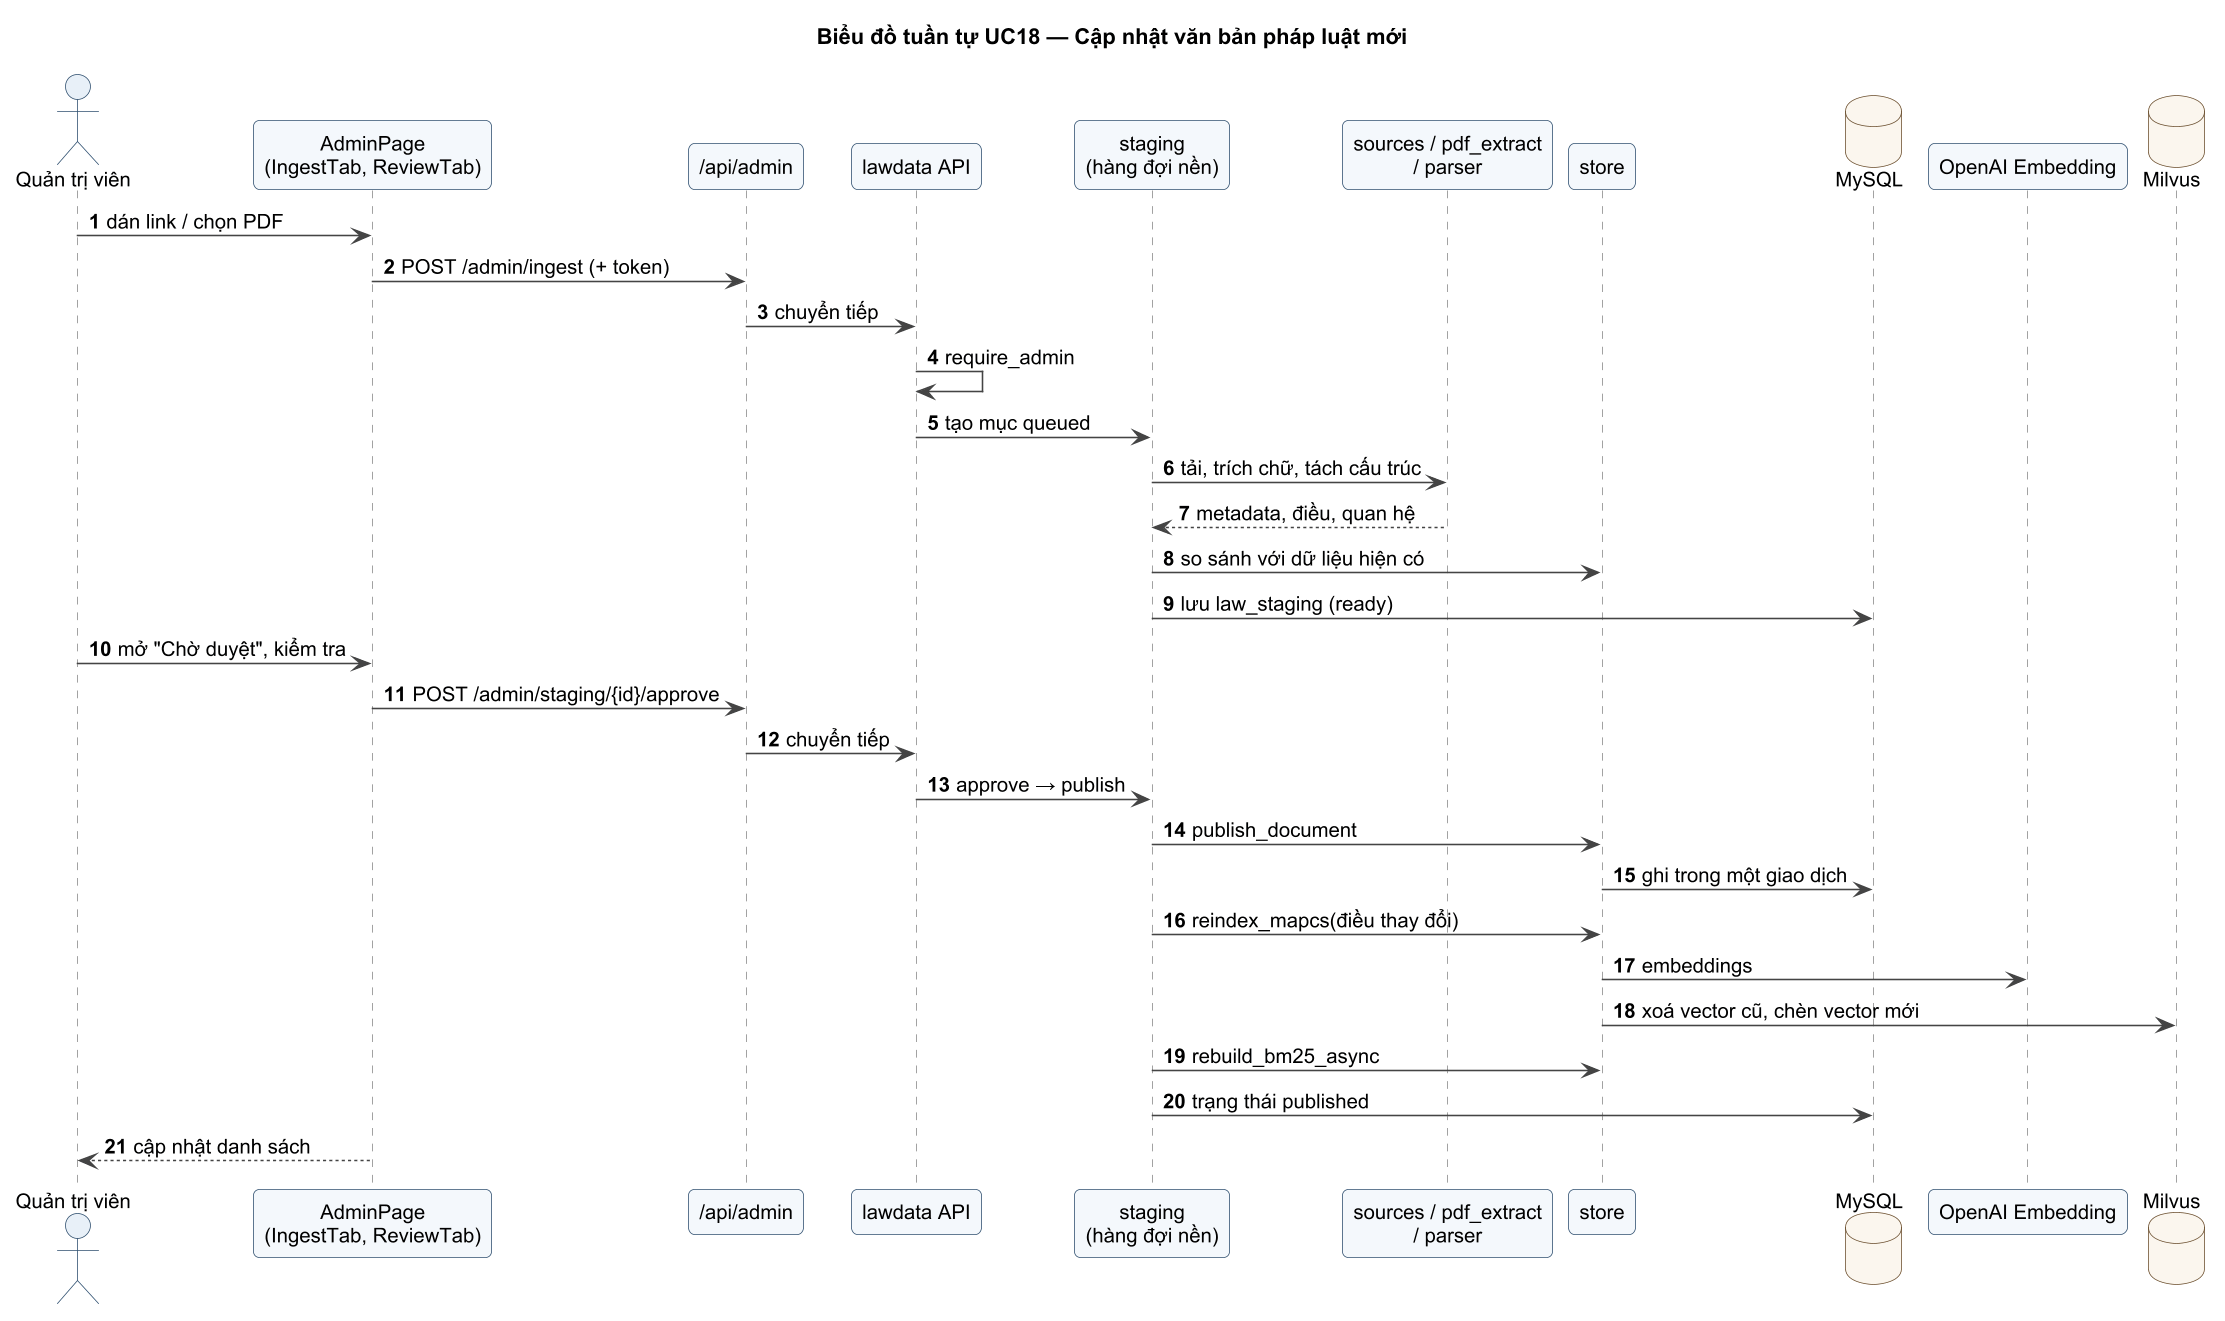 Biểu đồ tuần tự UC18 — Cập nhật văn bản pháp luật mới
Quản trị viên
AdminPage
(IngestTab, ReviewTab)
/api/admin
lawdata API
staging
(hàng đợi nền)
sources / pdf_extract
/ parser
store
MySQL
OpenAI Embedding
Milvus
1 dán link / chọn PDF
2 POST /admin/ingest (+ token)
3 chuyển tiếp
4 require_admin
5 tạo mục queued
6 tải, trích chữ, tách cấu trúc
7 metadata, điều, quan hệ
8 so sánh với dữ liệu hiện có
9 lưu law_staging (ready)
10 mở "Chờ duyệt", kiểm tra
11 POST /admin/staging/{id}/approve
12 chuyển tiếp
13 approve → publish
14 publish_document
15 ghi trong một giao dịch
16 reindex_mapcs(điều thay đổi)
17 embeddings
18 xoá vector cũ, chèn vector mới
19 rebuild_bm25_async
20 trạng thái published
21 cập nhật danh sách
Quản trị viên
AdminPage
(IngestTab, ReviewTab)
/api/admin
lawdata API
staging
(hàng đợi nền)
sources / pdf_extract
/ parser
store
MySQL
OpenAI Embedding
Milvus